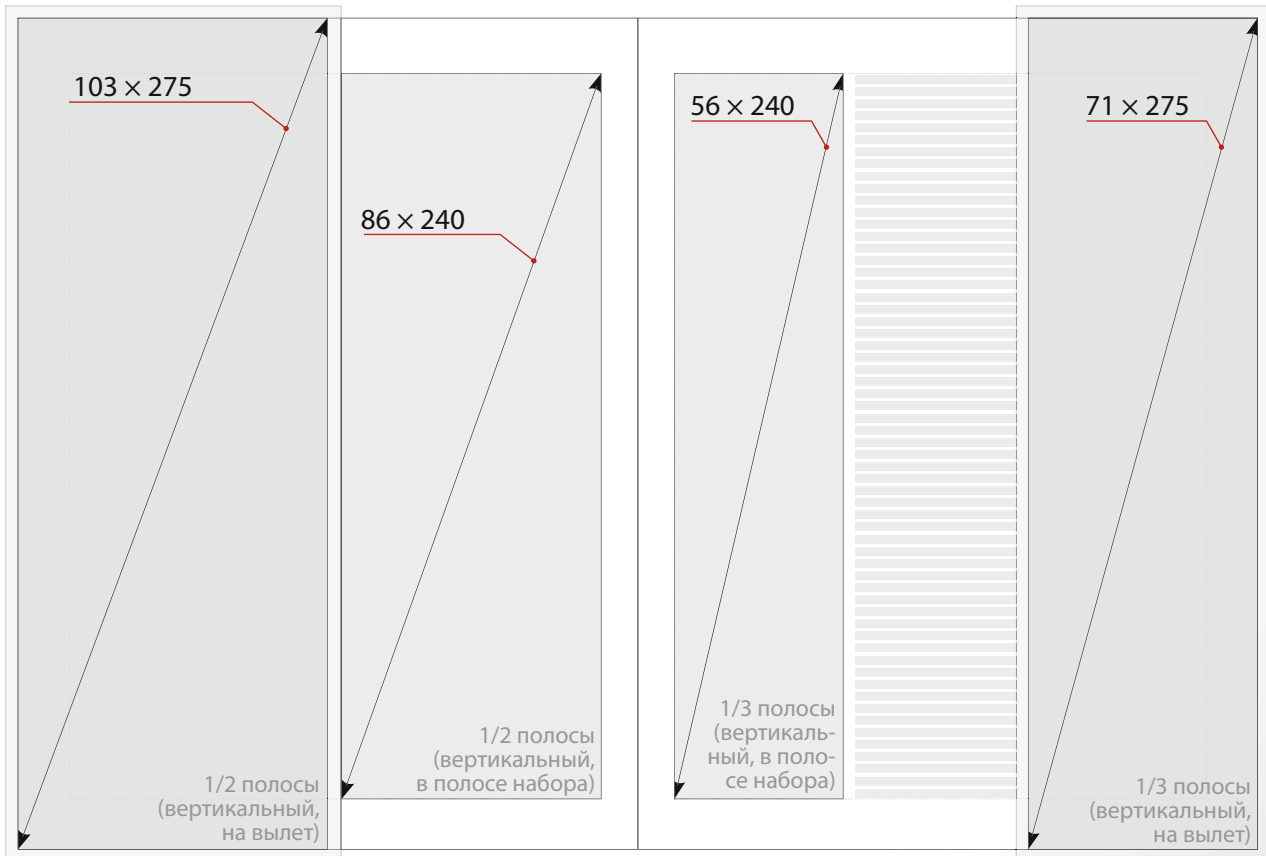 103 × 275
86 × 240
56 × 240
71 × 275
1/2 полосы
(вертикальный,
на вылет)
1/2 полосы
(вертикальный,
в полосе набора)
1/3 полосы
(вертикаль-
ный, в поло-
се набора)
1/3 полосы
(вертикальный,
на вылет)